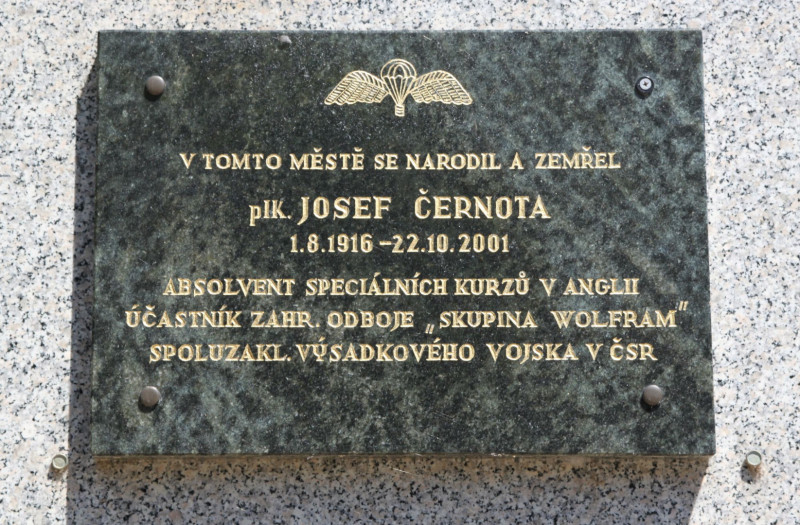 V TOMTO MĚSTĚ SE NARODIL A ZEMŘEL
plK. JOSEF ČERNOTA
1.8.1916 – 22.10.2001
ABSOLVENT SPECIÁLNÍCH KURZŮ V ANGLII
ÚČASTNÍK ZAHR. ODBOJE „SKUPINA WOLFRAM"
SPOLUZAKL. VÝSADKOVÉHO VOJSKA V ČSR